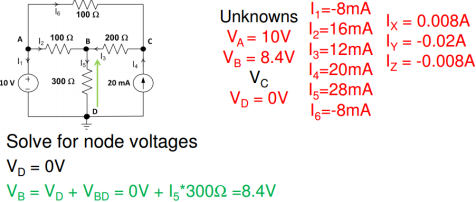 I6
100 Ω
A
I2
100 Ω
B
200 Ω
C
I1
I3
I5
I4
10 V
300 Ω
20 mA
D
Unknowns
VA = 10V
VB = 8.4V
VC
VD = 0V
I1=-8mA
I2=16mA
I3=12mA
I4=20mA
I5=28mA
I6=-8mA
IX = 0.008A
IY = -0.02A
IZ = -0.008A
Solve for node voltages
VD = 0V
VB = VD + VBD = 0V + I5*300Ω =8.4V